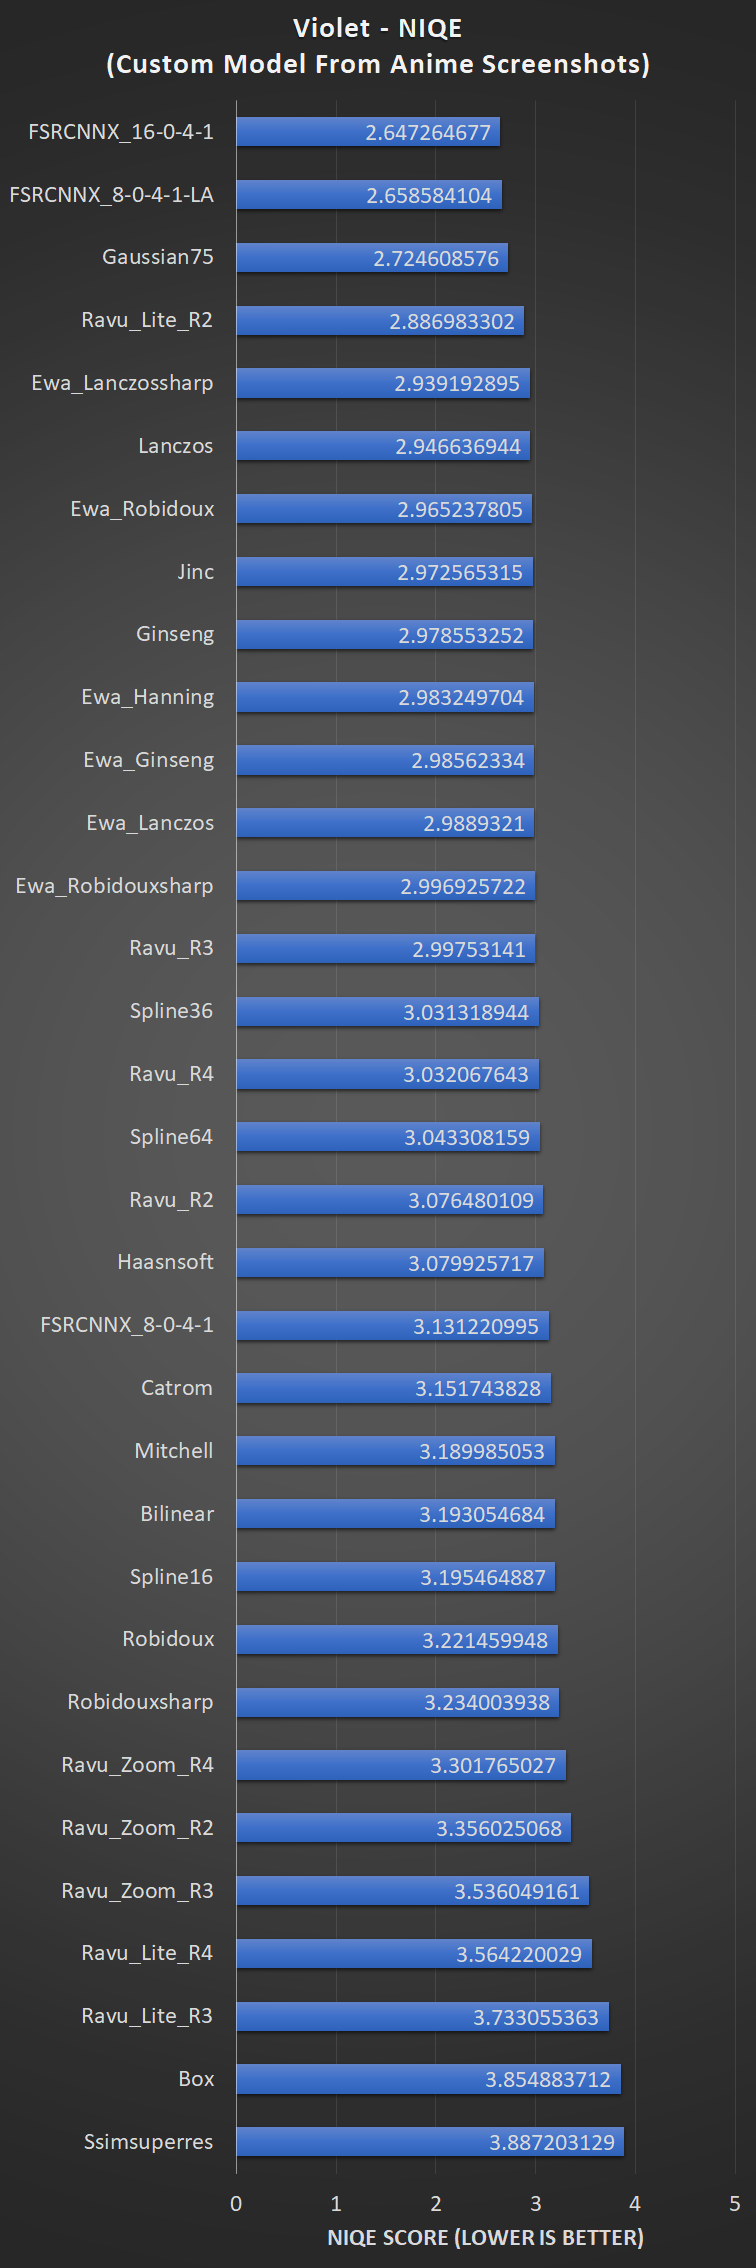 Violet - NIQE
(Custom Model From Anime Screenshots)
FSRCNNX_16-0-4-1 2.647264677
FSRCNNX_8-0-4-1-LA 2.658584104
Gaussian75 2.724608576
Ravu_Lite_R2 2.886983302
Ewa_Lanczossharp 2.939192895
Lanczos 2.946636944
Ewa_Robidoux 2.965237805
Jinc 2.972565315
Ginseng 2.978553252
Ewa_Hanning 2.983249704
Ewa_Ginseng 2.98562334
Ewa_Lanczos 2.9889321
Ewa_Robidouxsharp 2.996925722
Ravu_R3 2.99753141
Spline36 3.031318944
Ravu_R4 3.032067643
Spline64 3.043308159
Ravu_R2 3.076480109
Haasnsoft 3.079925717
FSRCNNX_8-0-4-1 3.131220995
Catrom 3.151743828
Mitchell 3.189985053
Bilinear 3.193054684
Spline16 3.195464887
Robidoux 3.221459948
Robidouxsharp 3.234003938
Ravu_Zoom_R4 3.301765027
Ravu_Zoom_R2 3.356025068
Ravu_Zoom_R3 3.536049161
Ravu_Lite_R4 3.564220029
Ravu_Lite_R3 3.733055363
Box 3.854883712
Ssimsuperres 3.887203129
0 1 2 3 4 5
NIQE SCORE (LOWER IS BETTER)